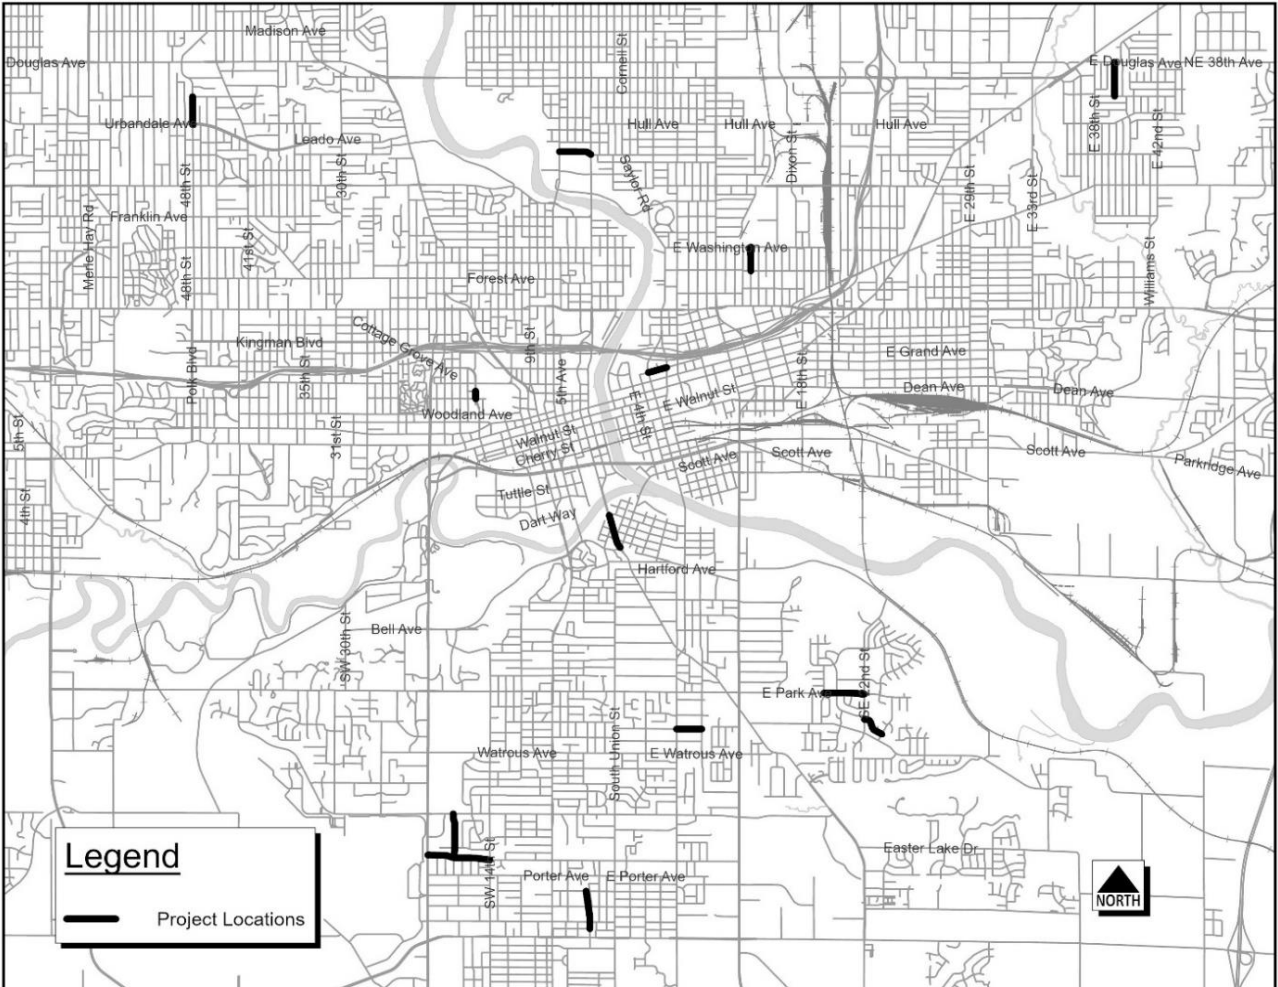 Madison Ave
Douglas Ave
Cornell St
E Douglas Ave
NE 38th Ave
Urbandale Ave
Leado Ave
Hull Ave
Hull Ave
Hull Ave
Dixon St
E 38th St
E 42nd St
48th St
30th St
Saylor Rd
E 29th St
E 33rd St
Merle Hay Rd
Franklin Ave
41st St
48th St
E Washington Ave
Forest Ave
Williams St
Kingman Blvd
Cottage Grove Ave
9th St
5th Ave
E Grand Ave
Polk Blvd
35th St
E 18th St
Dean Ave
Dean Ave
Woodland Ave
E 4th St
E Walnut St
5th St
31st St
Walnut St
Cherry St
Scott Ave
Scott Ave
Scott Ave
Parkridge Ave
4th St
Tuttle St
Dart Way
Hartford Ave
SW 30th St
Bell Ave
E Park Ave
SE 22nd St
South Union St
Watrous Ave
E Watrous Ave
SW 14th St
Easter Lake Dr
Porter Ave
E Porter Ave
Legend
Project Locations
NORTH